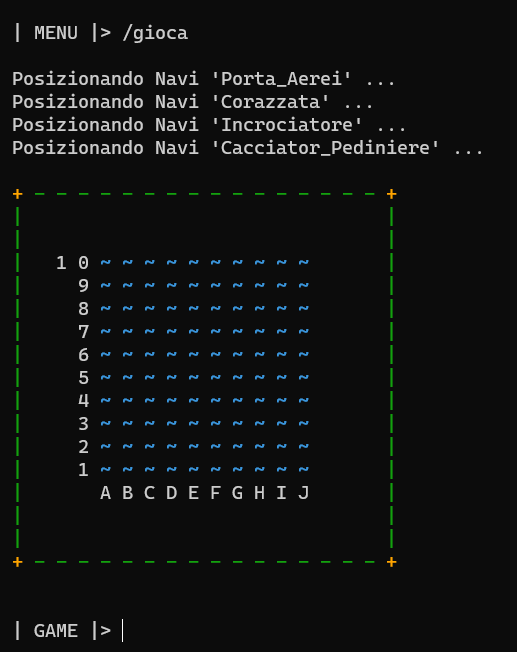 | MENU |> /gioca
Posizionando Navi 'Porta_Aerei' ...
Posizionando Navi 'Corazzata' ...
Posizionando Navi 'Incrociatore' ...
Posizionando Navi 'Cacciator_Pediniere' ...
+ - - - - - - - - - - - - - - - - +
|                                 |
|                                 |
|   1 0 ~ ~ ~ ~ ~ ~ ~ ~ ~ ~       |
|     9 ~ ~ ~ ~ ~ ~ ~ ~ ~ ~       |
|     8 ~ ~ ~ ~ ~ ~ ~ ~ ~ ~       |
|     7 ~ ~ ~ ~ ~ ~ ~ ~ ~ ~       |
|     6 ~ ~ ~ ~ ~ ~ ~ ~ ~ ~       |
|     5 ~ ~ ~ ~ ~ ~ ~ ~ ~ ~       |
|     4 ~ ~ ~ ~ ~ ~ ~ ~ ~ ~       |
|     3 ~ ~ ~ ~ ~ ~ ~ ~ ~ ~       |
|     2 ~ ~ ~ ~ ~ ~ ~ ~ ~ ~       |
|     1 ~ ~ ~ ~ ~ ~ ~ ~ ~ ~       |
|       A B C D E F G H I J       |
|                                 |
|                                 |
+ - - - - - - - - - - - - - - - - +
| GAME |>